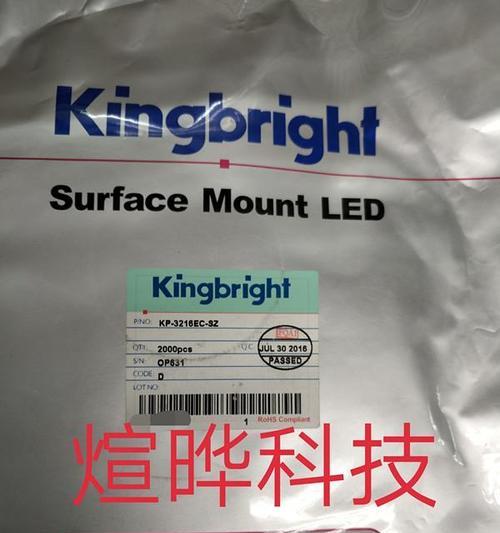 Kingbright
Surface Mount LED
Kingbright
P/NO: KP-3216EC-SZ
QTY: 2000pcs
Q.C.
JUL 30 2016
PASSED
S/N: OP631
CODE: D
LOT NO:
1 RoHS Compliant
煊晔科技